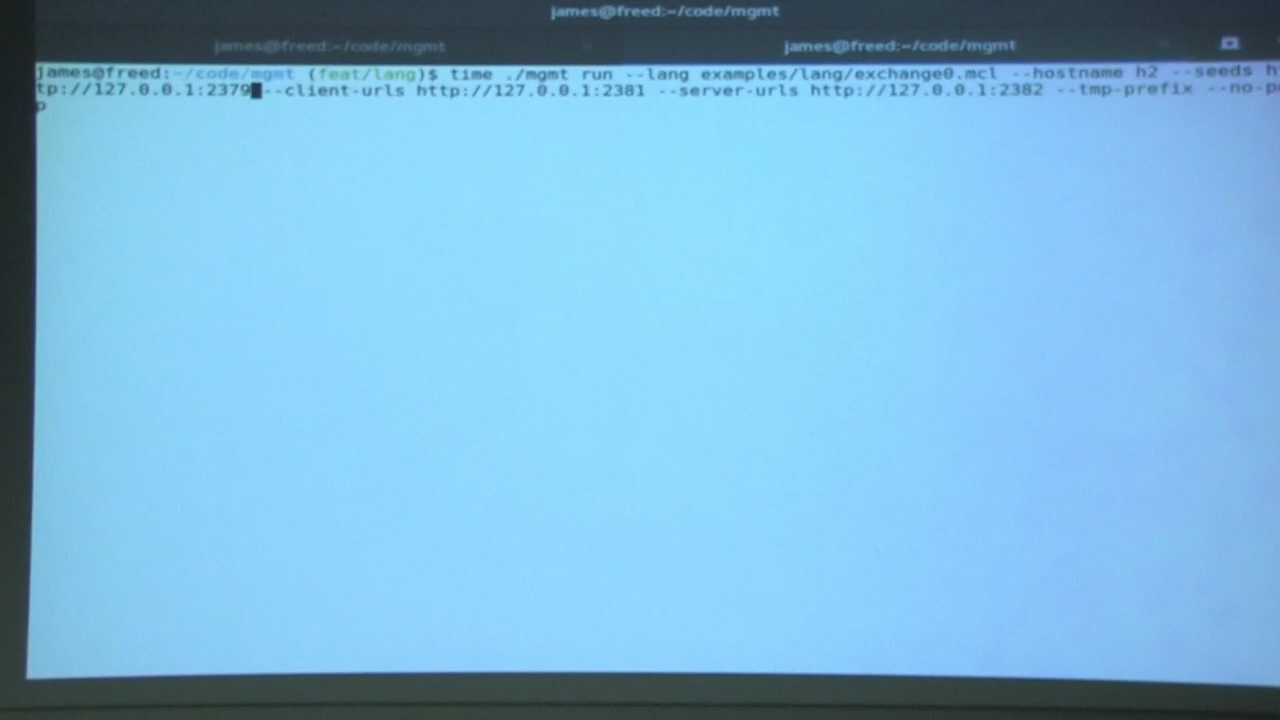 james@freed:~/code/mgmt
james@freed:~/code/mgmt james@freed:~/code/mgmt
james@freed:~/code/mgmt (feat/lang)$ time ./mgmt run --lang examples/lang/exchange0.mcl --hostname h2 --seeds h
tp://127.0.0.1:2379 --client-urls http://127.0.0.1:2381 --server-urls http://127.0.0.1:2382 --tmp-prefix --no-p
p